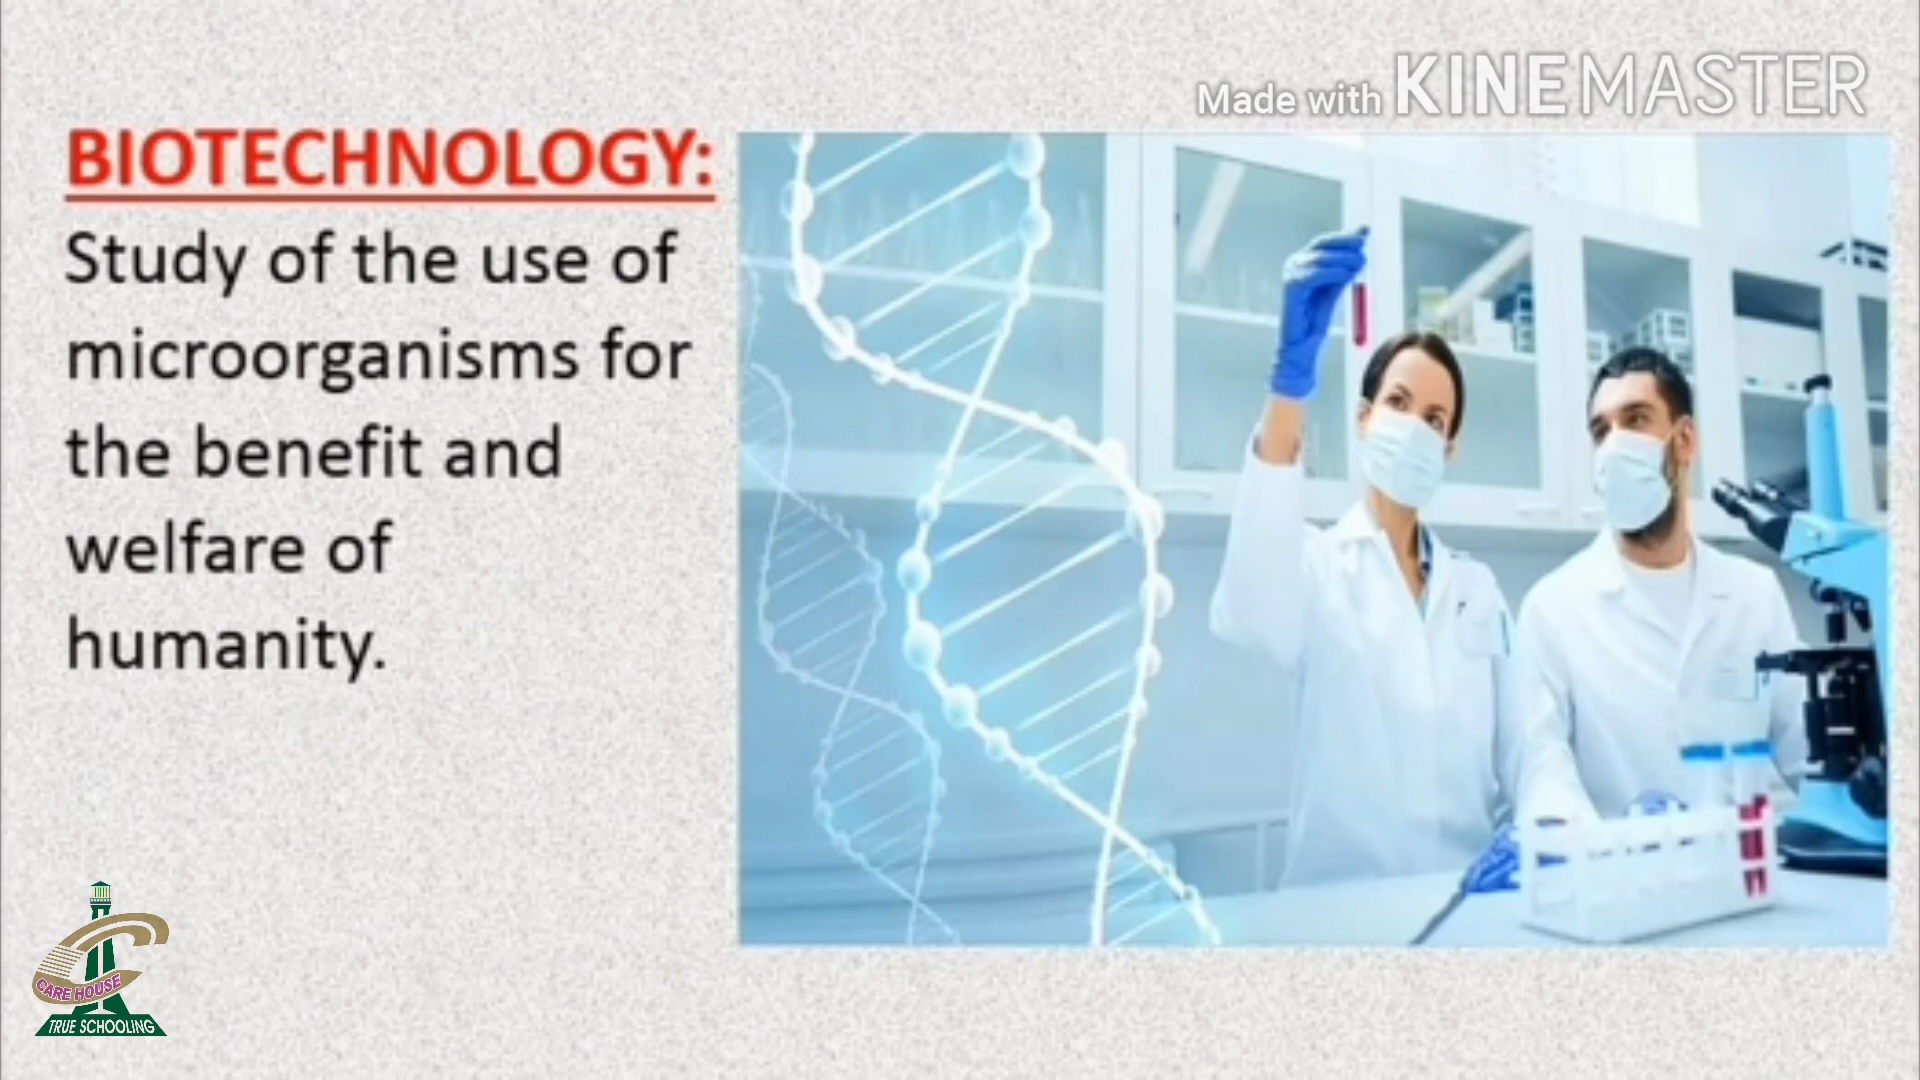 Made with KINEMASTER
BIOTECHNOLOGY:
Study of the use of
microorganisms for
the benefit and
welfare of
humanity.
CARE HOUSE
TRUE SCHOOLING